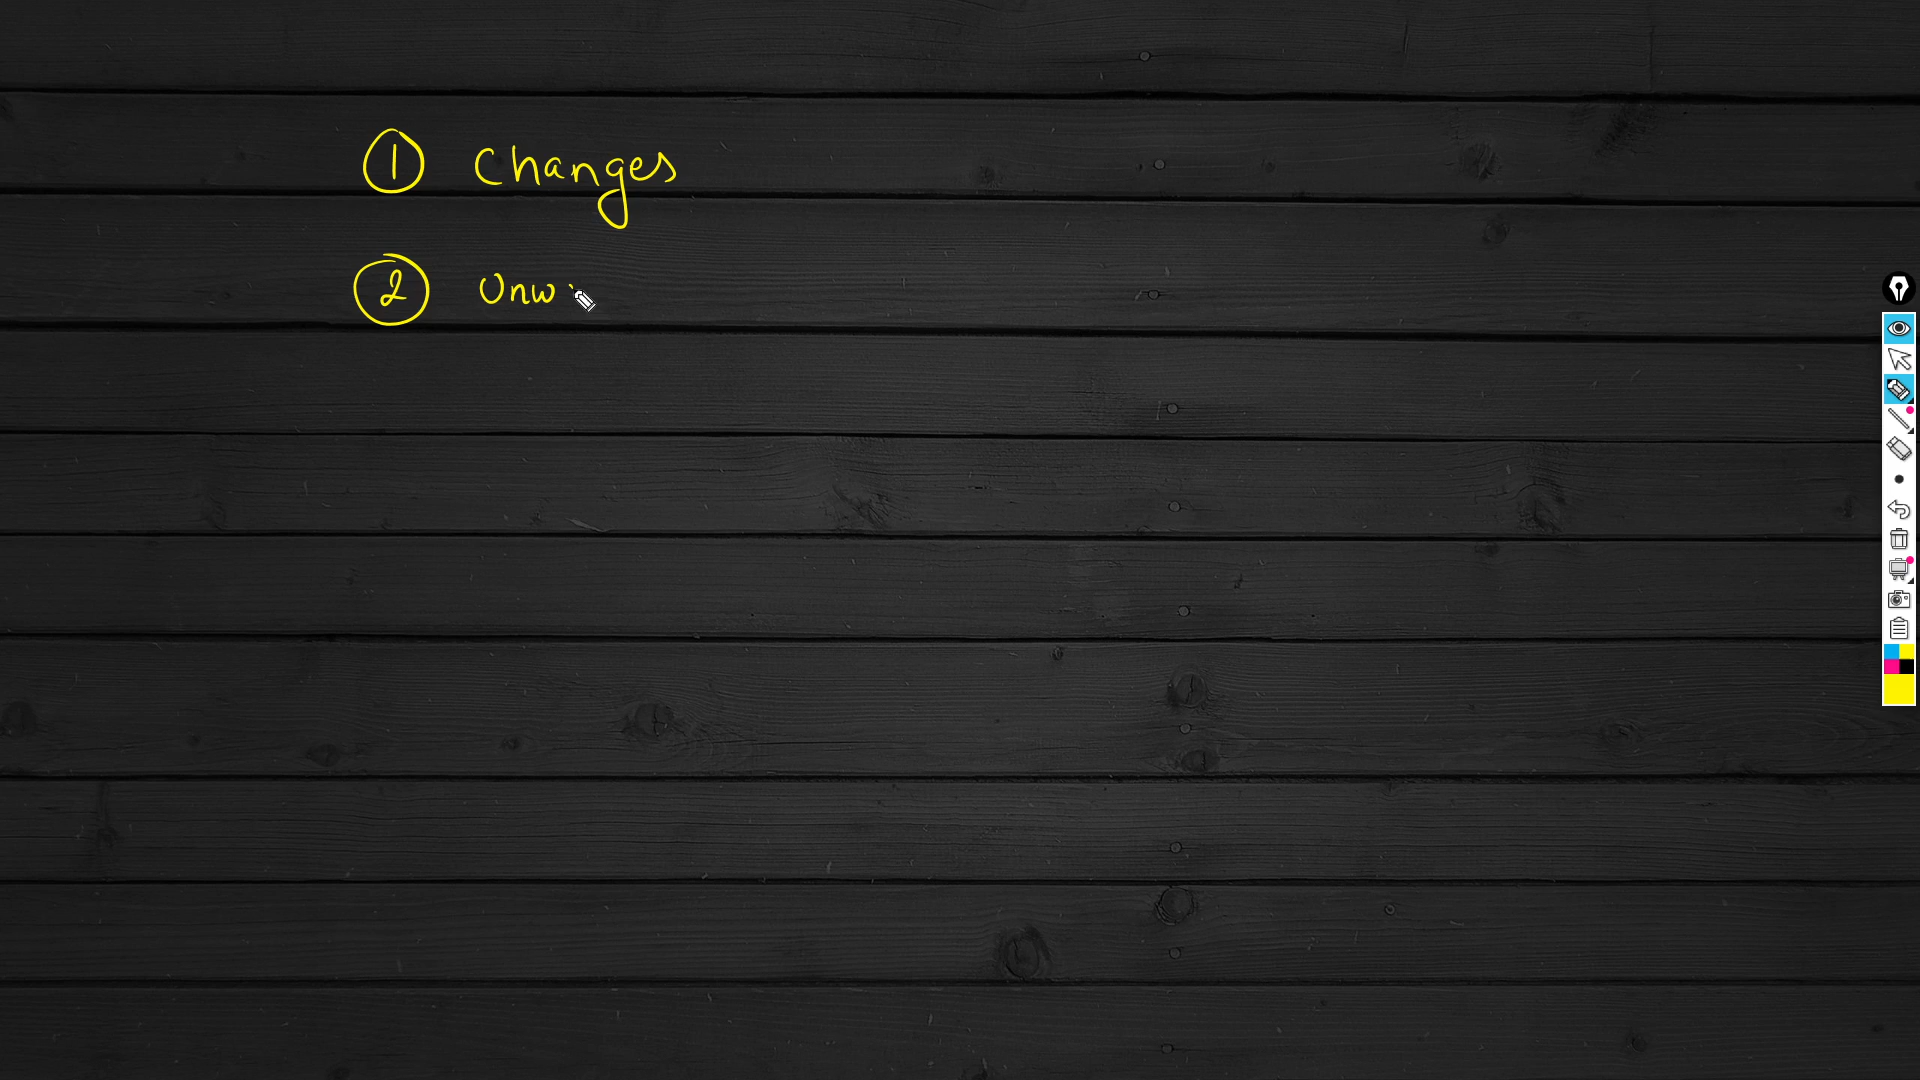 ① Changes
② Unw